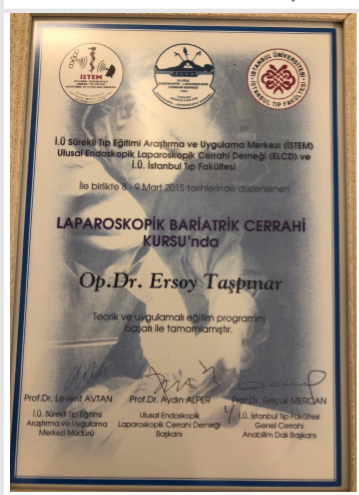 İSTEM
İSTANBUL ÜNİVERSİTESİ
İSTANBUL TIP FAKÜLTESİ
İ.Ü Sürekli Tıp Eğitimi Araştırma ve Uygulama Merkezi (İSTEM)
Ulusal Endoskopik Laparoskopik Cerrahi Derneği (ELCD) ve
İ.Ü. İstanbul Tıp Fakültesi
İle birlikte 8 - 9 Mart 2015 tarihlerinde düzenlenen
LAPAROSKOPİK BARİATRİK CERRAHİ
KURSU'nda
Op.Dr. Ersoy Taşpınar
Teorik ve uygulamalı eğitim programını
başarı ile tamamlamıştır.
Prof.Dr. Levent AVTAN
İ.Ü. Sürekli Tıp Eğitimi
Araştırma ve Uygulama
Merkezi Müdürü
Prof.Dr. Aydın ALPER
Ulusal Endoskopik
Laparoskopik Cerrahi Derneği
Başkanı
Prof.Dr. Selçuk MERCAN
İ.Ü. İstanbul Tıp Fakültesi
Genel Cerrahi
Anabilim Dalı Başkanı